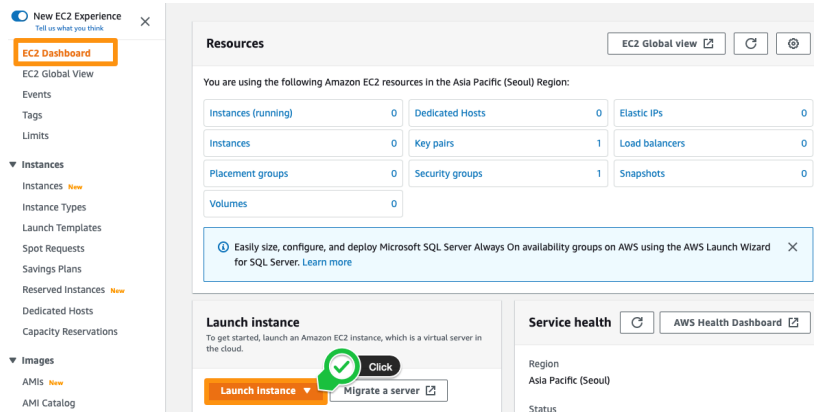 New EC2 Experience
Tell us what you think
EC2 Dashboard
EC2 Global View
Events
Tags
Limits
Instances
Instances New
Instance Types
Launch Templates
Spot Requests
Savings Plans
Reserved Instances New
Dedicated Hosts
Capacity Reservations
Images
AMIs New
AMI Catalog
Resources
EC2 Global view
You are using the following Amazon EC2 resources in the Asia Pacific (Seoul) Region:
Instances (running) 0 Dedicated Hosts 0 Elastic IPs 0
Instances 0 Key pairs 1 Load balancers 0
Placement groups 0 Security groups 1 Snapshots 0
Volumes 0
Easily size, configure, and deploy Microsoft SQL Server Always On availability groups on AWS using the AWS Launch Wizard
for SQL Server. Learn more
Launch instance
To get started, launch an Amazon EC2 instance, which is a virtual server in
the cloud.
Click
Launch instance
Migrate a server
Service health
AWS Health Dashboard
Region
Asia Pacific (Seoul)
Status